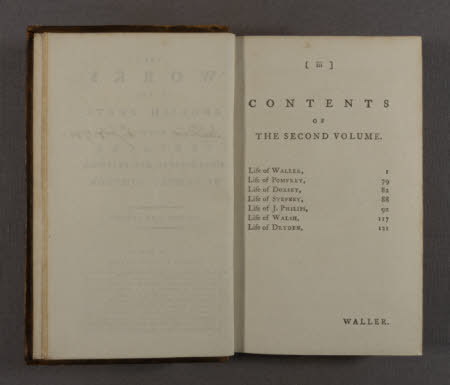 [ iii ]
CONTENTS
OF
THE SECOND VOLUME.
Life of WALLER, 1
Life of POMFRET, 79
Life of DORSET, 82
Life of STEPNEY, 88
Life of J. PHILIPS, 92
Life of WALSH, 117
Life of DRYDEN, 121
WALLER.